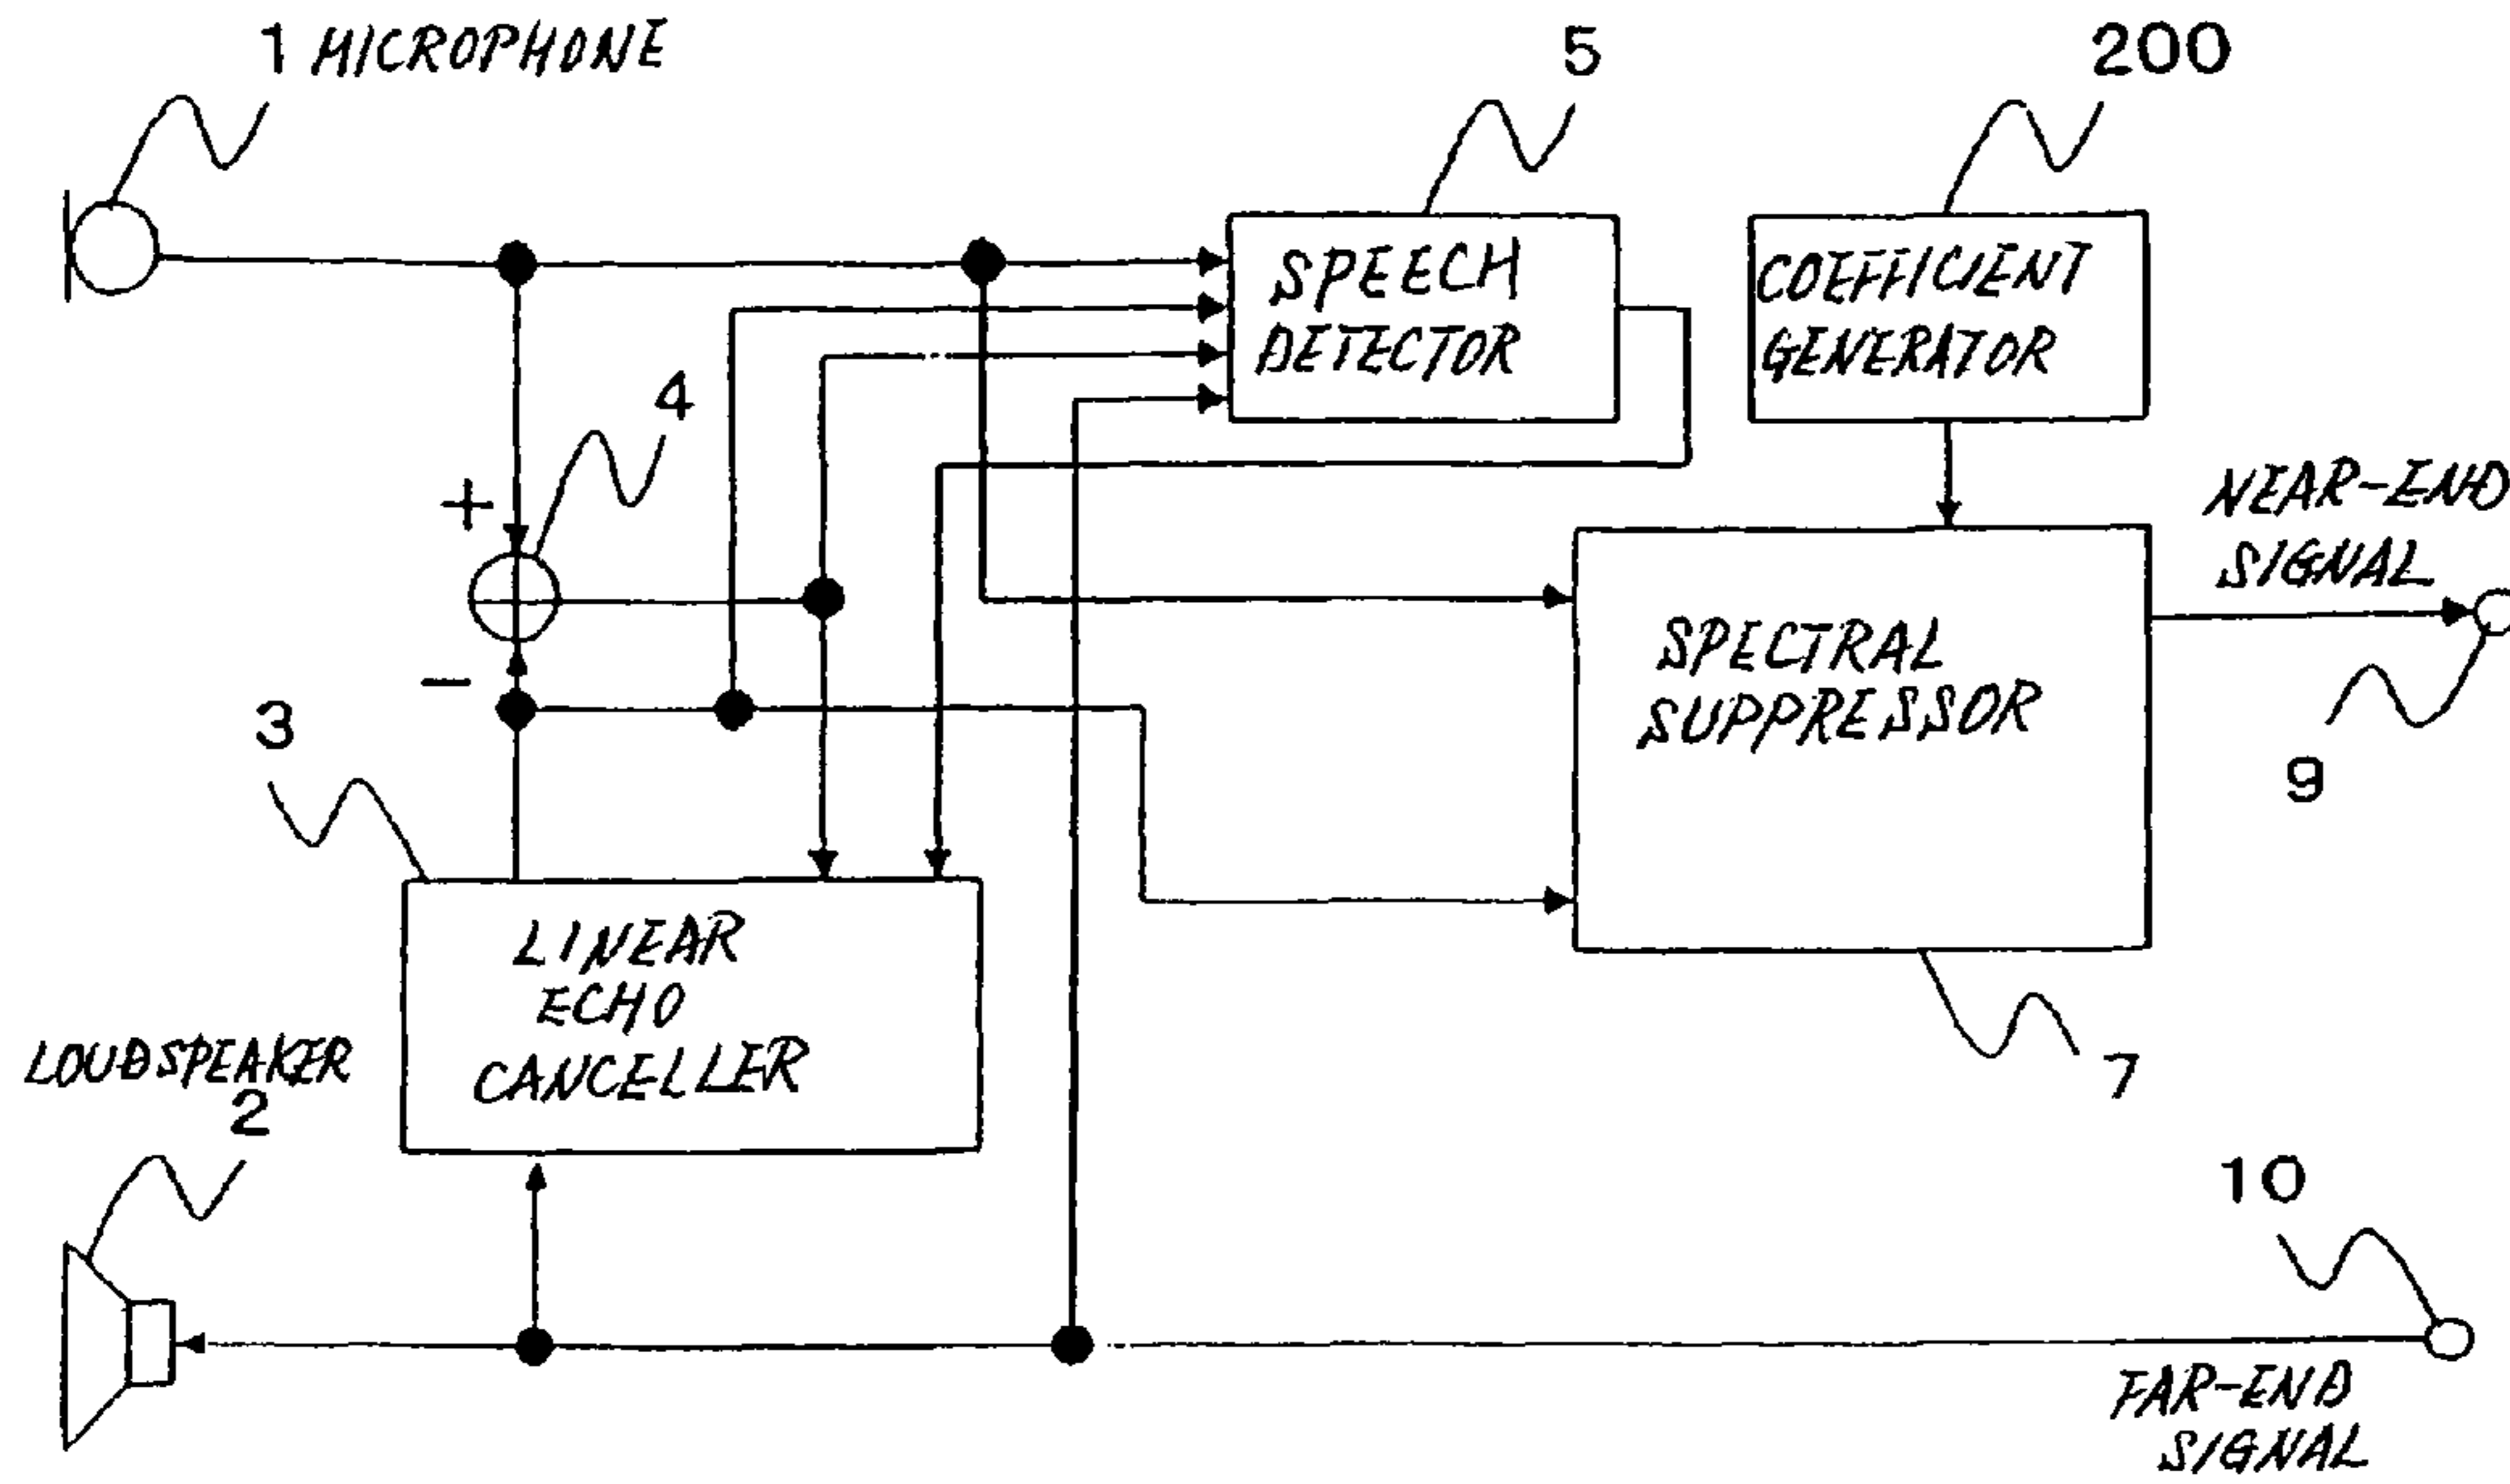 1 MICROPHONE
5
200
SPEECH
DETECTOR
COEFFICIENT
GENERATOR
4
+
NEAR-END
SIGNAL
−
SPECTRAL
SUPPRESSOR
3
9
LINEAR
ECHO
CANCELLER
LOUDSPEAKER
2
7
10
FAR-END
SIGNAL